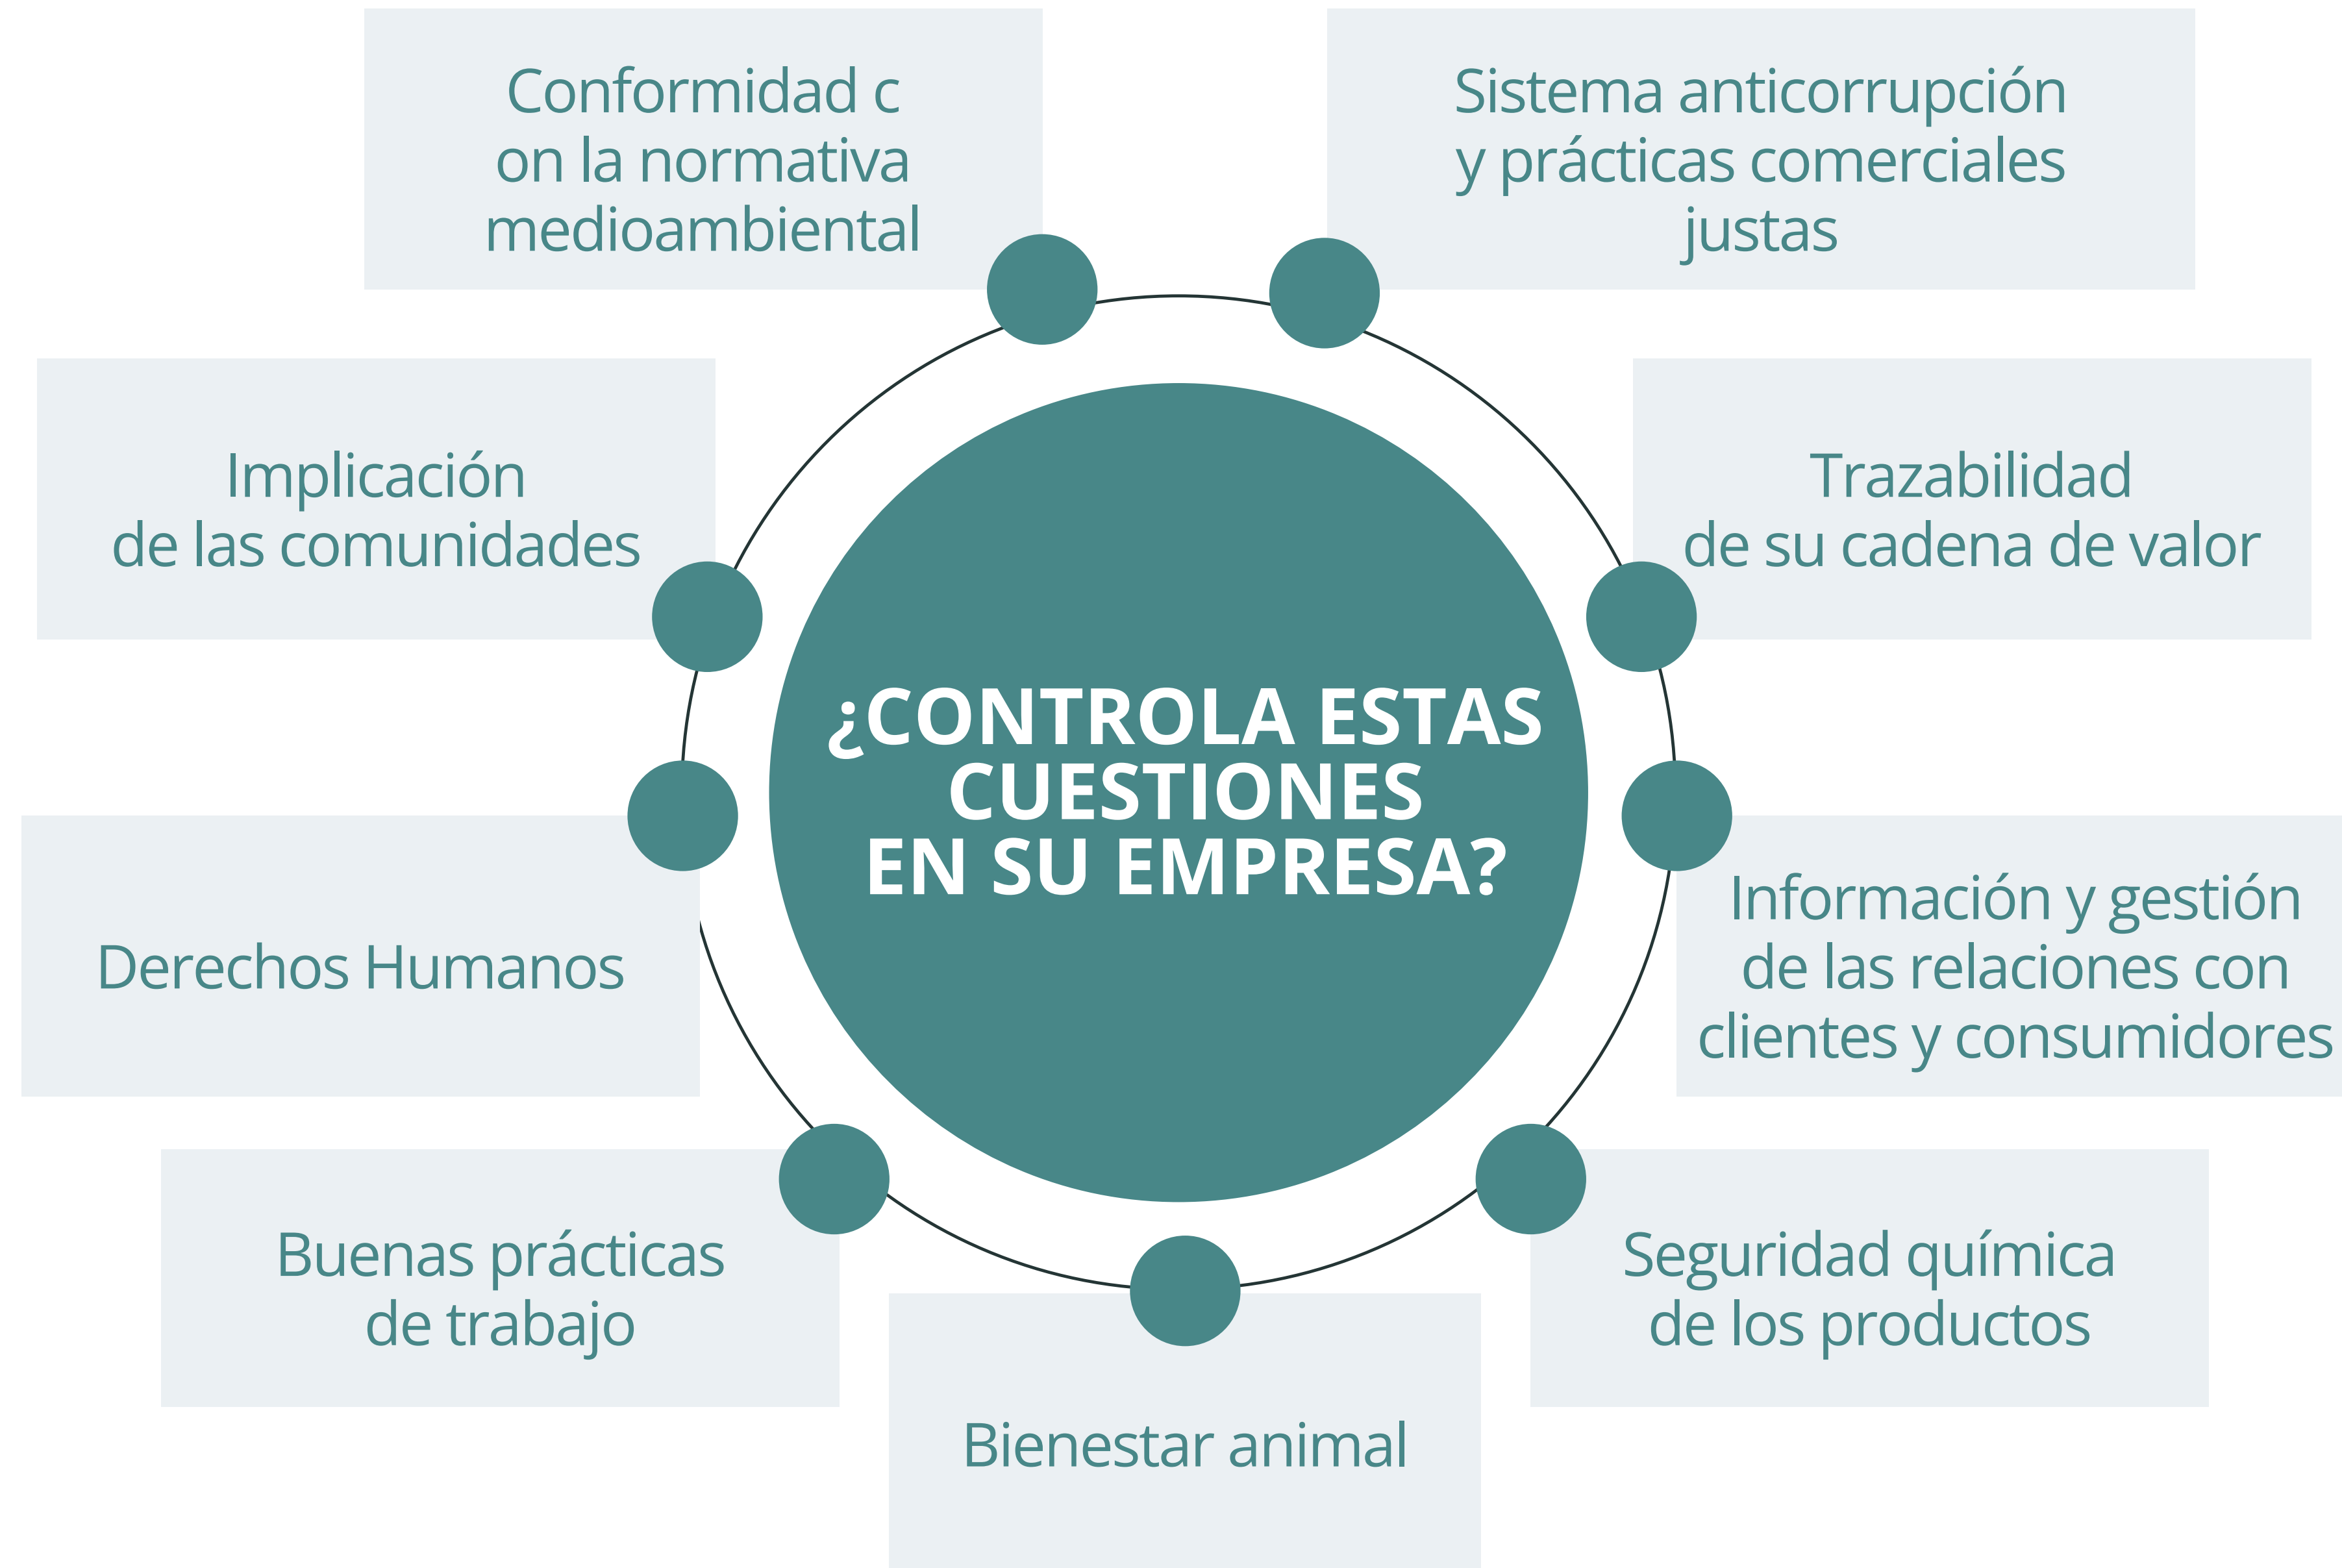 Conformidad c
on la normativa
medioambiental
Sistema anticorrupción
y prácticas comerciales
justas
Implicación
de las comunidades
Trazabilidad
de su cadena de valor
¿CONTROLA ESTAS
CUESTIONES
EN SU EMPRESA?
Derechos Humanos
Información y gestión
de las relaciones con
clientes y consumidores
Buenas prácticas
de trabajo
Seguridad química
de los productos
Bienestar animal